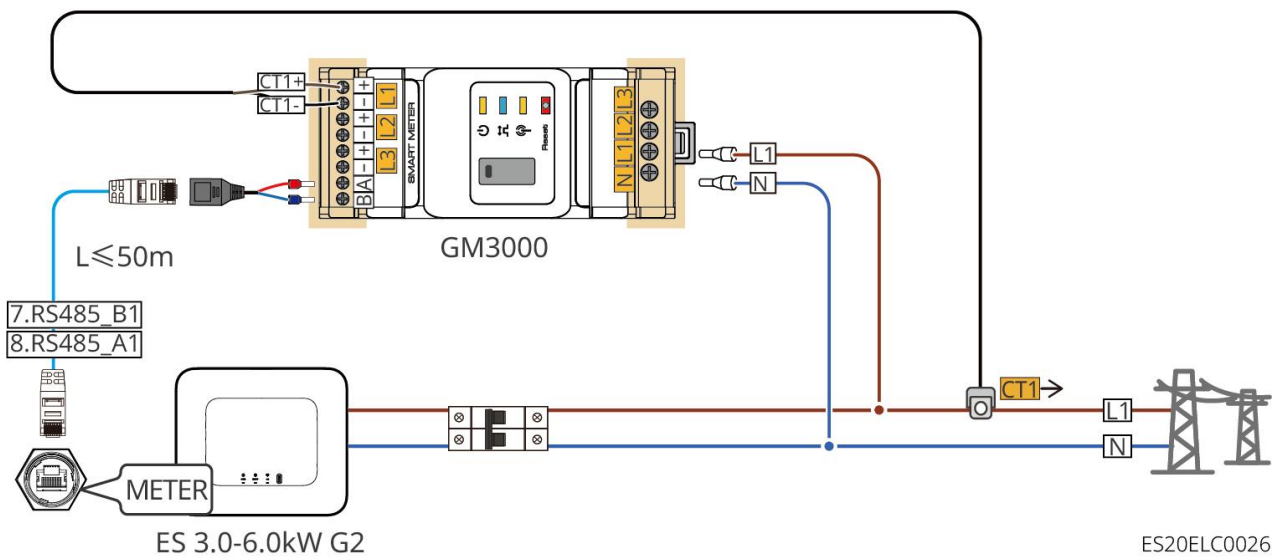 CT1+
CT1-
+
-
+
-
+
-
A
B
L1
L2
L3
SMART METER
Reset
L3
L2
L1
N
L1
N
L≤50m
GM3000
7.RS485_B1
8.RS485_A1
CT1
L1
N
METER
ES 3.0-6.0kW G2
ES20ELC0026